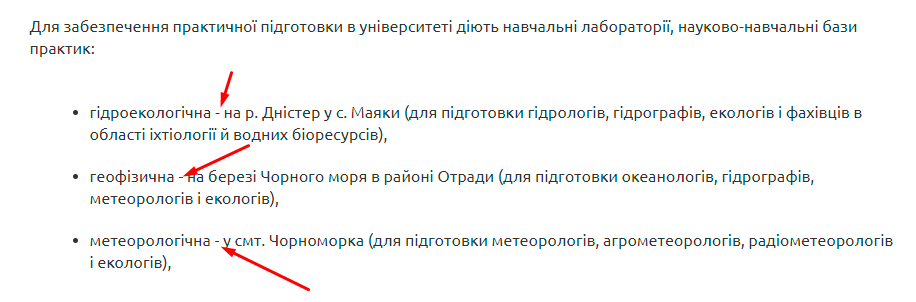 Для забезпечення практичної підготовки в університеті діють навчальні лабораторії, науково-навчальні бази
практик:
• гідроекологічна - на р. Дністер у с. Маяки (для підготовки гідрологів, гідрографів, екологів і фахівців в
області іхтіології й водних біоресурсів),
• геофізична - на березі Чорного моря в районі Отради (для підготовки океанологів, гідрографів,
метеорологів і екологів),
• метеорологічна - у смт. Чорноморка (для підготовки метеорологів, агрометеорологів, радіометеорологів
і екологів),